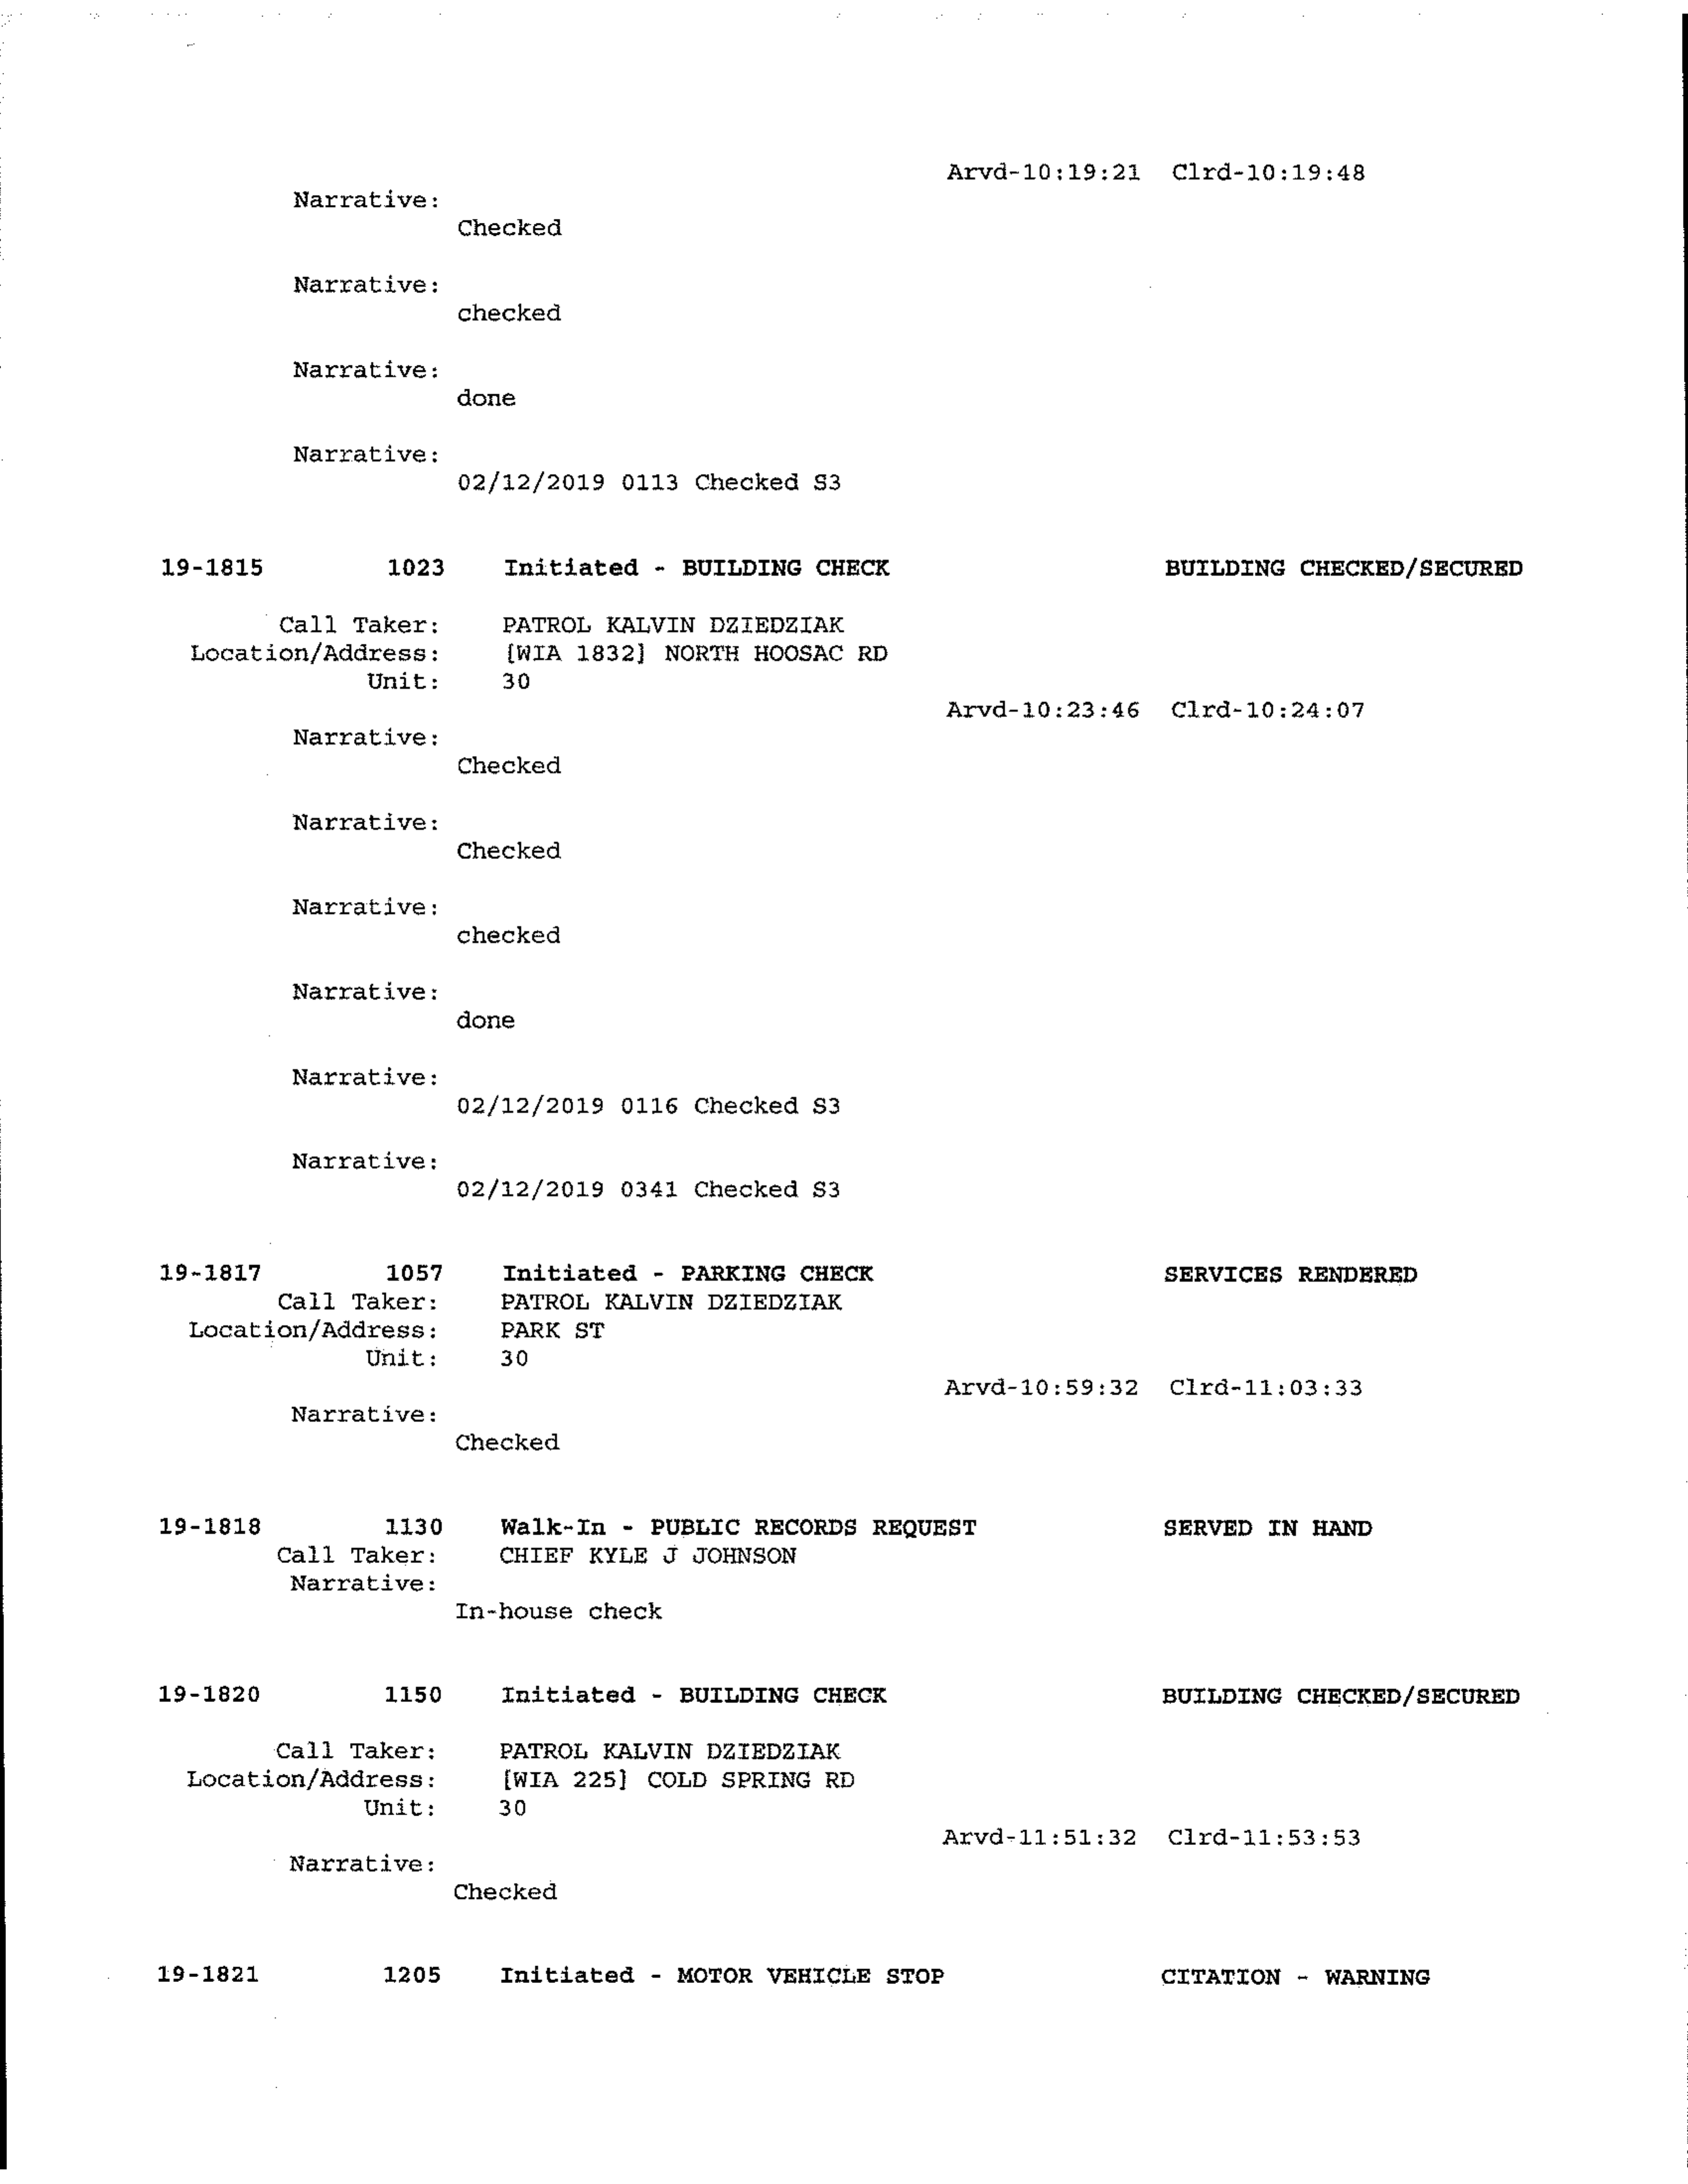 Arvd-10:19:21 Clrd-10:19:48
Narrative:
Checked
Narrative:
checked
Narrative:
done
Narrative:
02/12/2019 0113 Checked S3
19-1815 1023 Initiated - BUILDING CHECK BUILDING CHECKED/SECURED
Call Taker: PATROL KALVIN DZIEDZIAK
Location/Address: [WIA 1832] NORTH HOOSAC RD
Unit: 30
Arvd-10:23:46 Clrd-10:24:07
Narrative:
Checked
Narrative:
Checked
Narrative:
checked
Narrative:
done
Narrative:
02/12/2019 0116 Checked S3
Narrative:
02/12/2019 0341 Checked S3
19-1817 1057 Initiated - PARKING CHECK SERVICES RENDERED
Call Taker: PATROL KALVIN DZIEDZIAK
Location/Address: PARK ST
Unit: 30
Arvd-10:59:32 Clrd-11:03:33
Narrative:
Checked
19-1818 1130 Walk-In - PUBLIC RECORDS REQUEST SERVED IN HAND
Call Taker: CHIEF KYLE J JOHNSON
Narrative:
In-house check
19-1820 1150 Initiated - BUILDING CHECK BUILDING CHECKED/SECURED
Call Taker: PATROL KALVIN DZIEDZIAK
Location/Address: [WIA 225] COLD SPRING RD
Unit: 30
Arvd-11:51:32 Clrd-11:53:53
Narrative:
Checked
19-1821 1205 Initiated - MOTOR VEHICLE STOP CITATION - WARNING